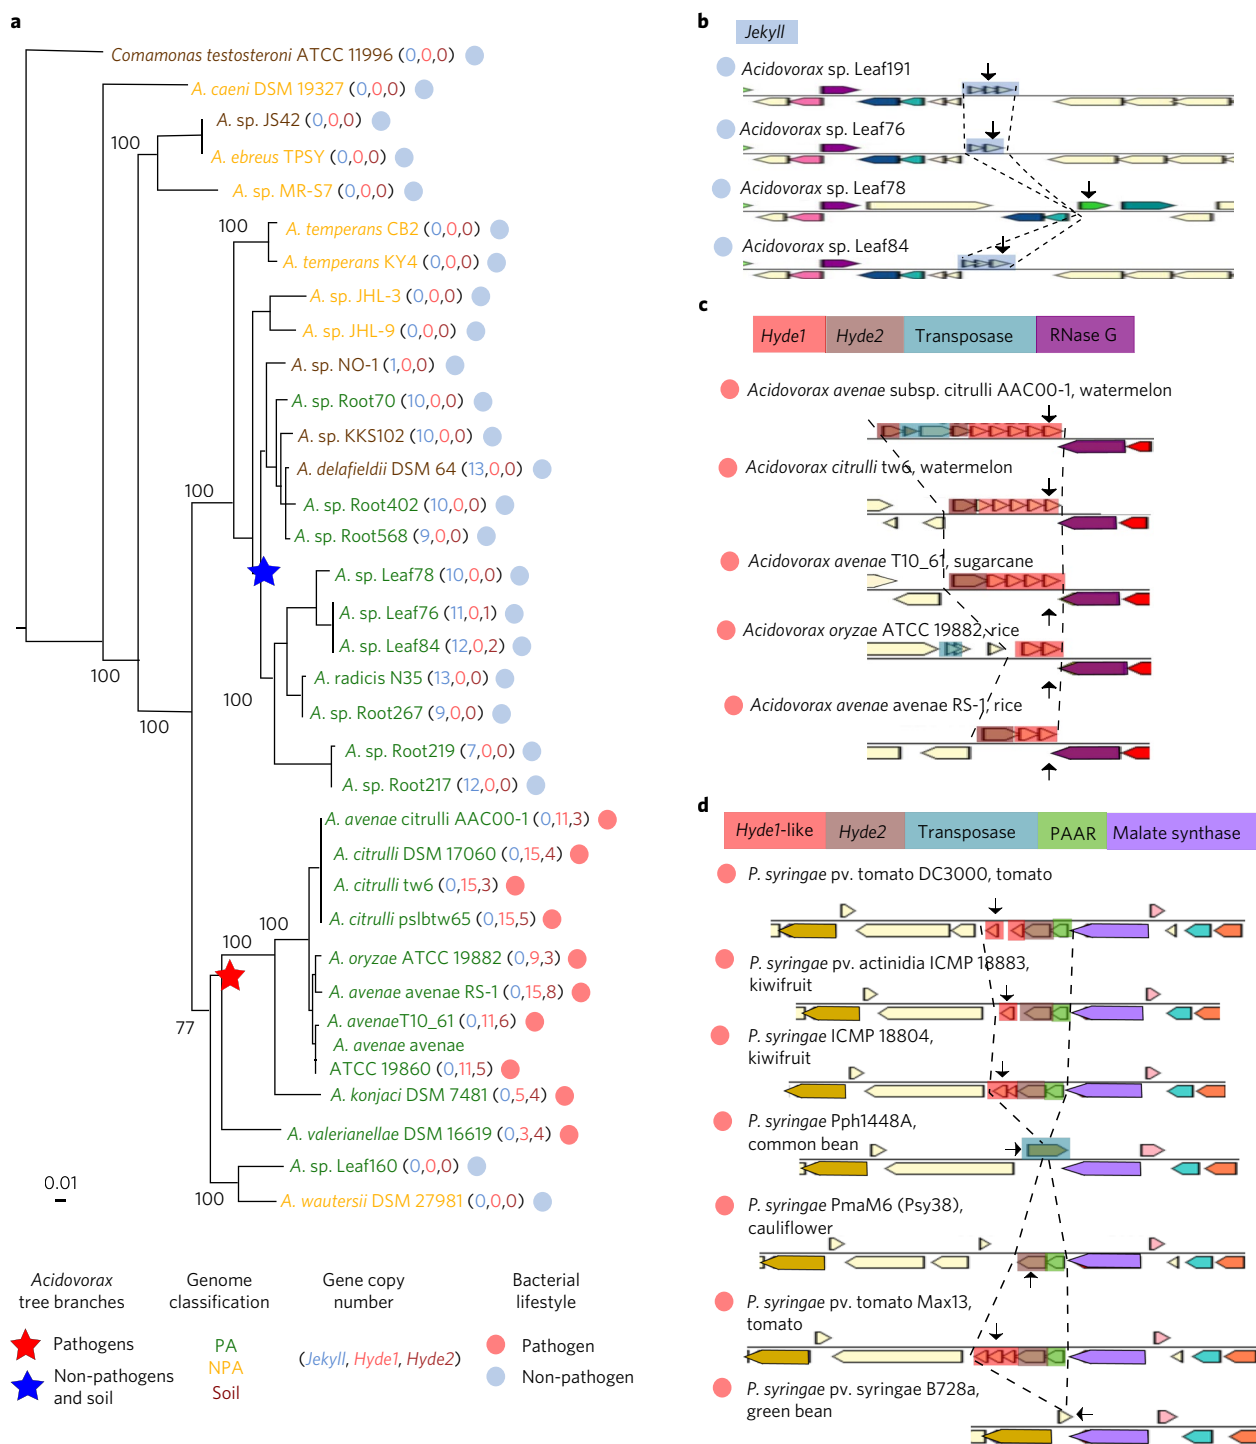 a
Comamonas testosteroni ATCC 11996 (0,0,0)
A. caeni DSM 19327 (0,0,0)
A. sp. JS42 (0,0,0)
100
A. ebreus TPSY (0,0,0)
A. sp. MR-S7 (0,0,0)
100
A. temperans CB2 (0,0,0)
A. temperans KY4 (0,0,0)
A. sp. JHL-3 (0,0,0)
A. sp. JHL-9 (0,0,0)
A. sp. NO-1 (1,0,0)
A. sp. Root70 (10,0,0)
A. sp. KKS102 (10,0,0)
A. delafieldii DSM 64 (13,0,0)
100
A. sp. Root402 (10,0,0)
A. sp. Root568 (9,0,0)
A. sp. Leaf78 (10,0,0)
A. sp. Leaf76 (11,0,1)
A. sp. Leaf84 (12,0,2)
100
A. radicis N35 (13,0,0)
100
A. sp. Root267 (9,0,0)
100
A. sp. Root219 (7,0,0)
A. sp. Root217 (12,0,0)
A. avenae citrulli AAC00-1 (0,11,3)
A. citrulli DSM 17060 (0,15,4)
A. citrulli tw6 (0,15,3)
A. citrulli pslbtw65 (0,15,5)
100
100
A. oryzae ATCC 19882 (0,9,3)
A. avenae avenae RS-1 (0,15,8)
A. avenaeT10_61 (0,11,6)
77
A. avenae avenae
ATCC 19860 (0,11,5)
A. konjaci DSM 7481 (0,5,4)
A. valerianellae DSM 16619 (0,3,4)
A. sp. Leaf160 (0,0,0)
100
A. wautersii DSM 27981 (0,0,0)
0.01
Acidovorax
tree branches
Pathogens
Non-pathogens
and soil
Genome
classification
PA
NPA
Soil
Gene copy
number
(Jekyll, Hyde1, Hyde2)
Bacterial
lifestyle
Pathogen
Non-pathogen
b
Jekyll
Acidovorax sp. Leaf191
Acidovorax sp. Leaf76
Acidovorax sp. Leaf78
Acidovorax sp. Leaf84
c
Hyde1 Hyde2 Transposase RNase G
Acidovorax avenae subsp. citrulli AAC00-1, watermelon
Acidovorax citrulli tw6, watermelon
Acidovorax avenae T10_61, sugarcane
Acidovorax oryzae ATCC 19882, rice
Acidovorax avenae avenae RS-1, rice
d
Hyde1-like Hyde2 Transposase PAAR Malate synthase
P. syringae pv. tomato DC3000, tomato
P. syringae pv. actinidia ICMP 18883,
kiwifruit
P. syringae ICMP 18804,
kiwifruit
P. syringae Pph1448A,
common bean
P. syringae PmaM6 (Psy38),
cauliflower
P. syringae pv. tomato Max13,
tomato
P. syringae pv. syringae B728a,
green bean